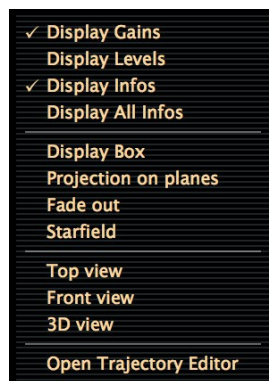 ✓ Display Gains
Display Levels
✓ Display Infos
Display All Infos
Display Box
Projection on planes
Fade out
Starfield
Top view
Front view
3D view
Open Trajectory Editor